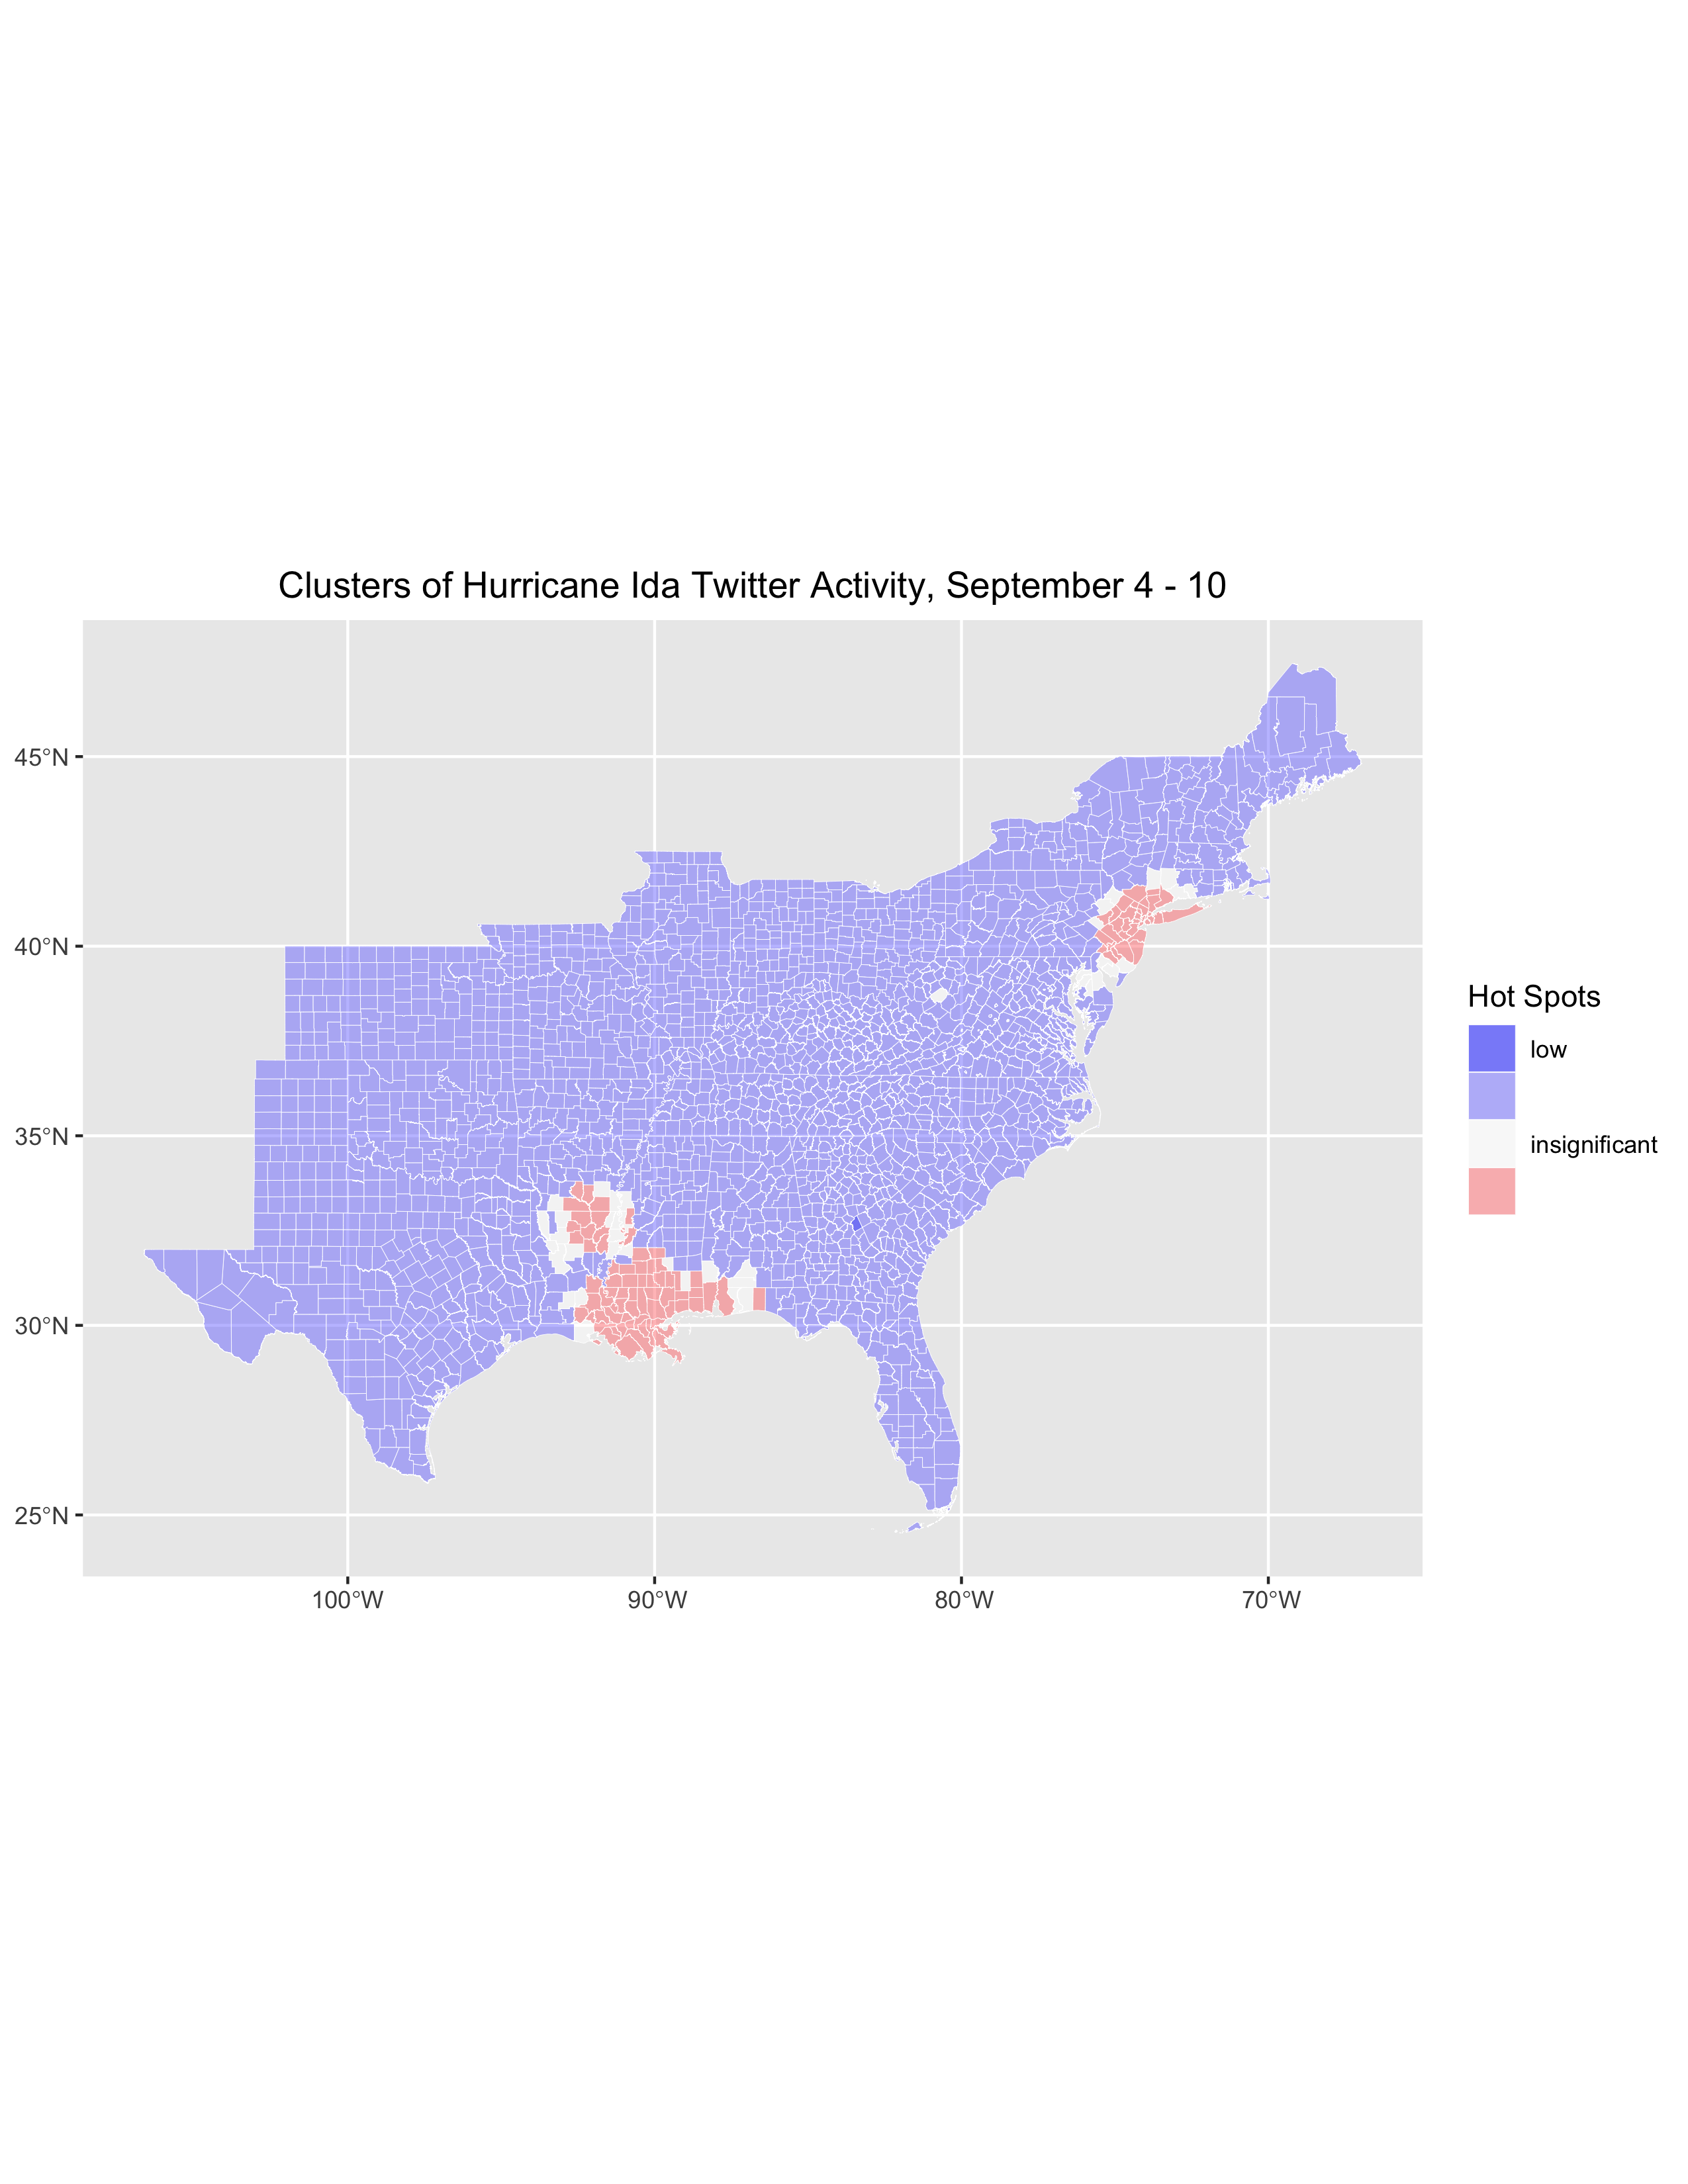 Clusters of Hurricane Ida Twitter Activity, September 4 - 10
45°N
40°N
35°N
30°N
25°N
100°W
90°W
80°W
70°W
Hot Spots
low
insignificant